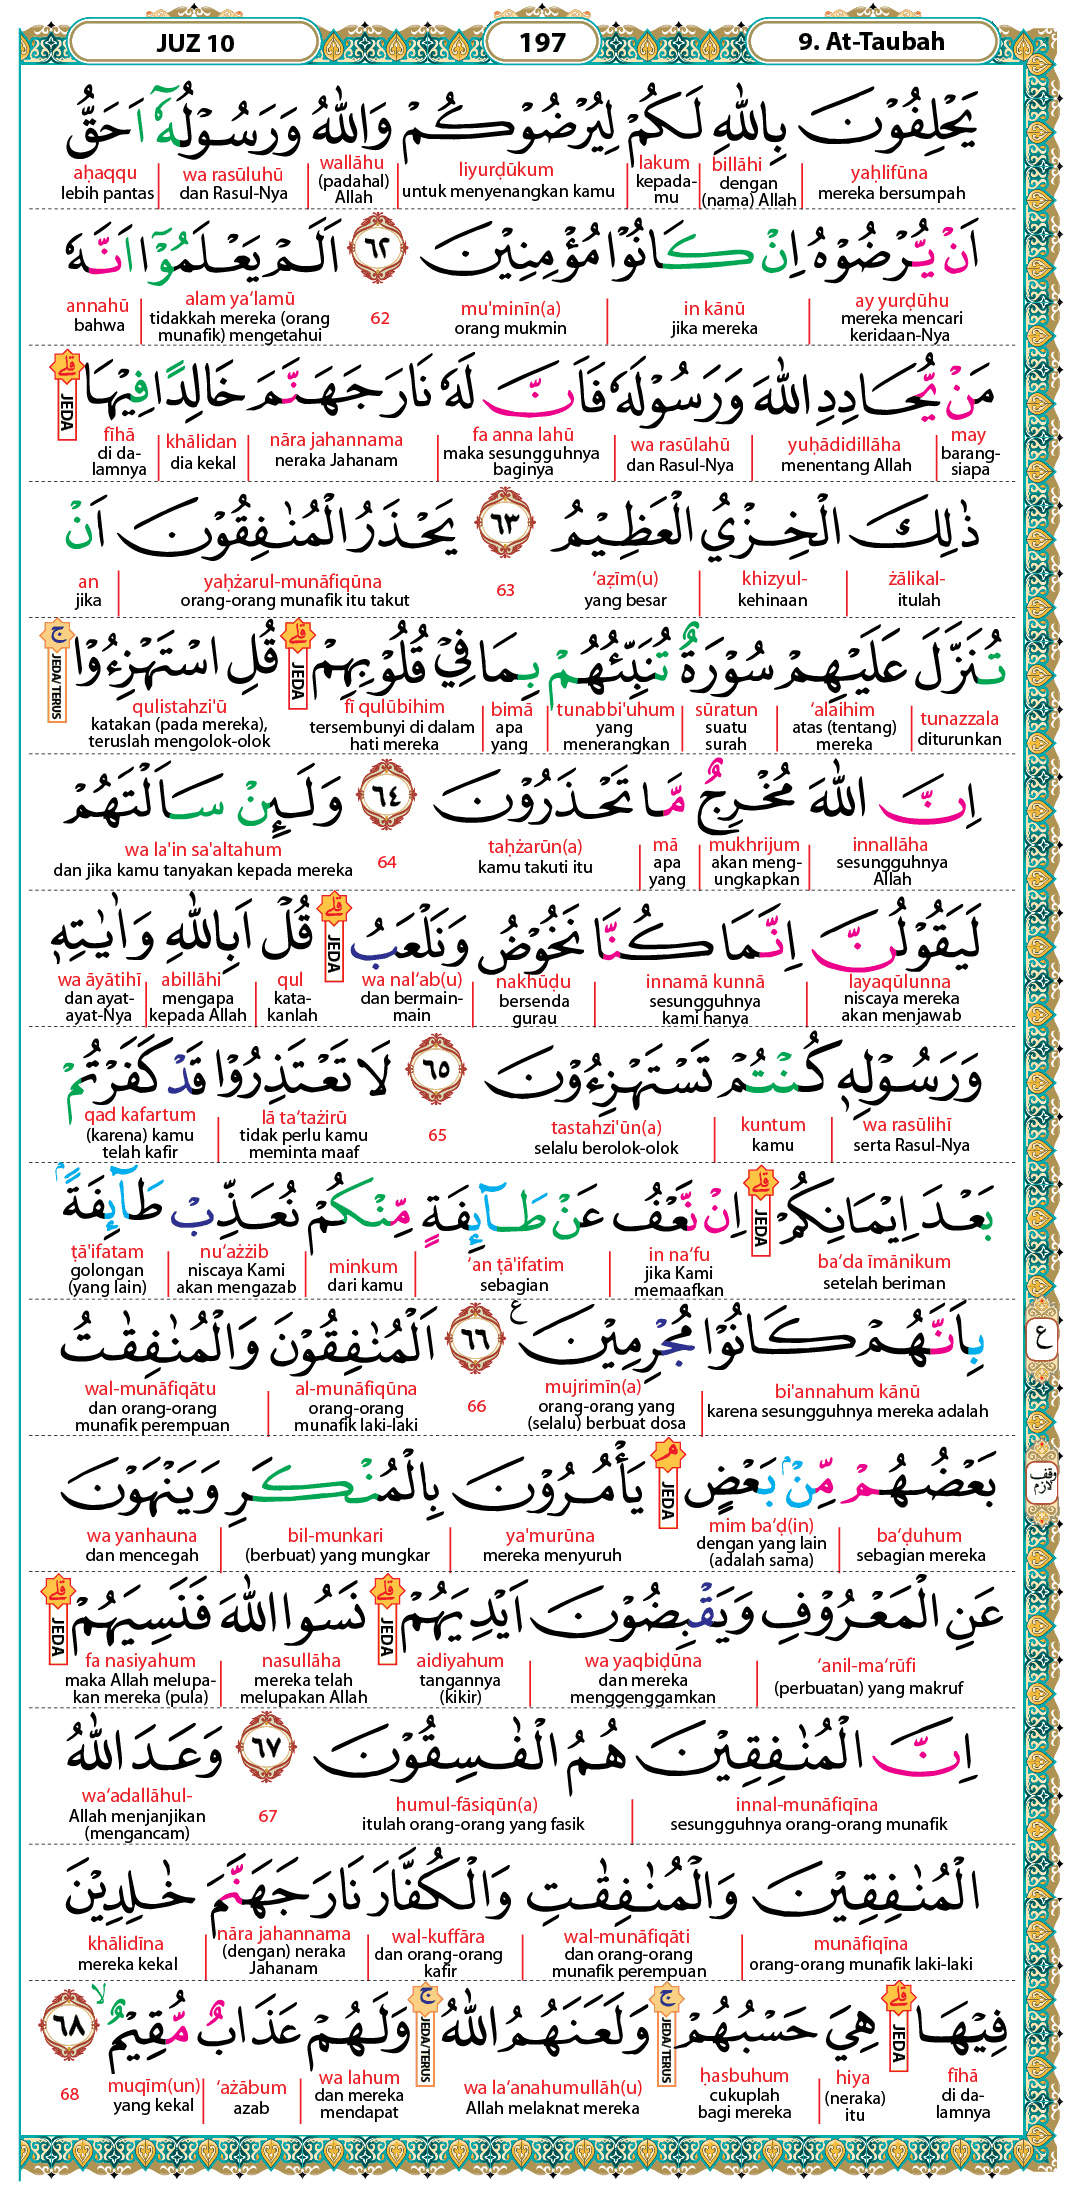 JUZ 10
197
9. At-Taubah
يَحْلِفُوْنَ بِاللّٰهِ لَكُمْ لِيُرْضُوْكُمْ وَاللّٰهُ وَرَسُوْلُهٗٓ اَحَقُّ
yaḥlifūna billāhi lakum liyurḍūkum wallāhu wa rasūluhū aḥaqqu
mereka bersumpah dengan (nama) Allah kepada-mu untuk menyenangkan kamu (padahal) Allah dan Rasul-Nya lebih pantas
اَنْ يُّرْضُوْهُ اِنْ كَانُوْا مُؤْمِنِيْنَ ٦٢ اَلَمْ يَعْلَمُوْٓا اَنَّهٗ
ay yurḍūhu in kānū mu'minīn(a) 62 alam ya‘lamū annahū
mereka mencari keridaan-Nya jika mereka orang mukmin tidakkah mereka (orang munafik) mengetahui bahwa
مَنْ يُّحَادِدِ اللّٰهَ وَرَسُوْلَهٗ فَاَنَّ لَهٗ نَارَ جَهَنَّمَ خَالِدًا فِيْهَا ۗ JEDA
may yuḥādidillāha wa rasūlahū fa anna lahū nāra jahannama khālidan fīhā
barang-siapa menentang Allah dan Rasul-Nya maka sesungguhnya baginya neraka Jahanam dia kekal di da-lamnya
ذٰلِكَ الْخِزْيُ الْعَظِيْمُ ٦٣ يَحْذَرُ الْمُنٰفِقُوْنَ اَنْ
żālikal- khizyul- ‘aẓīm(u) 63 yaḥżarul-munāfiqūna an
itulah kehinaan yang besar orang-orang munafik itu takut jika
تُنَزَّلَ عَلَيْهِمْ سُوْرَةٌ تُنَبِّئُهُمْ بِمَا فِيْ قُلُوْبِهِمْ ۗ JEDA قُلِ اسْتَهْزِءُوْا ۚ JEDA/TERUS
tunazzala ‘alaihim sūratun tunabbi'uhum bimā fī qulūbihim qulistahzi'ū
diturunkan atas (tentang) mereka suatu surah yang menerangkan apa yang tersembunyi di dalam hati mereka katakan (pada mereka), teruslah mengolok-olok
اِنَّ اللّٰهَ مُخْرِجٌ مَّا تَحْذَرُوْنَ ٦٤ وَلَىِٕنْ سَاَلْتَهُمْ
innallāha mukhrijum mā taḥżarūn(a) 64 wa la'in sa'altahum
sesungguhnya Allah akan meng-ungkapkan apa yang kamu takuti itu dan jika kamu tanyakan kepada mereka
لَيَقُوْلُنَّ اِنَّمَا كُنَّا نَخُوْضُ وَنَلْعَبُ ۗ JEDA قُلْ اَبِاللّٰهِ وَاٰيٰتِهٖ
layaqūlunna innamā kunnā nakhūḍu wa nal‘ab(u) qul abillāhi wa āyātihī
niscaya mereka akan menjawab sesungguhnya kami hanya bersenda gurau dan bermain-main kata-kanlah mengapa kepada Allah dan ayat-ayat-Nya
وَرَسُوْلِهٖ كُنْتُمْ تَسْتَهْزِءُوْنَ ٦٥ لَا تَعْتَذِرُوْا قَدْ كَفَرْتُمْ
wa rasūlihī kuntum tastahzi'ūn(a) 65 lā ta‘tażirū qad kafartum
serta Rasul-Nya kamu selalu berolok-olok tidak perlu kamu meminta maaf (karena) kamu telah kafir
بَعْدَ اِيْمَانِكُمْ ۗ JEDA اِنْ نَّعْفُ عَنْ طَاۤىِٕفَةٍ مِّنْكُمْ نُعَذِّبْ طَاۤىِٕفَةً ۢ
ba‘da īmānikum in na‘fu ‘an ṭā'ifatim minkum nu‘ażżib ṭā'ifatam
setelah beriman jika Kami memaafkan sebagian dari kamu niscaya Kami akan mengazab golongan (yang lain)
بِاَنَّهُمْ كَانُوْا مُجْرِمِيْنَ ࣖ ٦٦ اَلْمُنٰفِقُوْنَ وَالْمُنٰفِقٰتُ
ع
bi'annahum kānū mujrimīn(a) 66 al-munāfiqūna wal-munāfiqātu
karena sesungguhnya mereka adalah orang-orang yang (selalu) berbuat dosa orang-orang munafik laki-laki dan orang-orang munafik perempuan
بَعْضُهُمْ مِّنْۢ بَعْضٍ ۘ JEDA يَأْمُرُوْنَ بِالْمُنْكَرِ وَيَنْهَوْنَ
وقف لازم
ba‘ḍuhum mim ba‘ḍ(in) ya'murūna bil-munkari wa yanhauna
sebagian mereka dengan yang lain (adalah sama) mereka menyuruh (berbuat) yang mungkar dan mencegah
عَنِ الْمَعْرُوْفِ وَيَقْبِضُوْنَ اَيْدِيَهُمْ ۗ JEDA نَسُوا اللّٰهَ فَنَسِيَهُمْ ۗ JEDA
‘anil-ma‘rūfi wa yaqbiḍūna aidiyahum nasullāha fa nasiyahum
(perbuatan) yang makruf dan mereka menggenggamkan tangannya (kikir) mereka telah melupakan Allah maka Allah melupa-kan mereka (pula)
اِنَّ الْمُنٰفِقِيْنَ هُمُ الْفٰسِقُوْنَ ٦٧ وَعَدَ اللّٰهُ
innal-munāfiqīna humul-fāsiqūn(a) 67 wa‘adallāhul-
sesungguhnya orang-orang munafik itulah orang-orang yang fasik Allah menjanjikan (mengancam)
الْمُنٰفِقِيْنَ وَالْمُنٰفِقٰتِ وَالْكُفَّارَ نَارَ جَهَنَّمَ خٰلِدِيْنَ
munāfiqīna wal-munāfiqāti wal-kuffāra nāra jahannama khālidīna
orang-orang munafik laki-laki dan orang-orang munafik perempuan dan orang-orang kafir (dengan) neraka Jahanam mereka kekal
فِيْهَا ۗ JEDA هِيَ حَسْبُهُمْ ۚ JEDA/TERUS وَلَعَنَهُمُ اللّٰهُ ۚ JEDA/TERUS وَلَهُمْ عَذَابٌ مُّقِيْمٌ ۙ ٦٨
fīhā hiya ḥasbuhum wa la‘anahumullāh(u) wa lahum ‘ażābum muqīm(un) 68
di da-lamnya (neraka) itu cukuplah bagi mereka Allah melaknat mereka dan mereka mendapat azab yang kekal